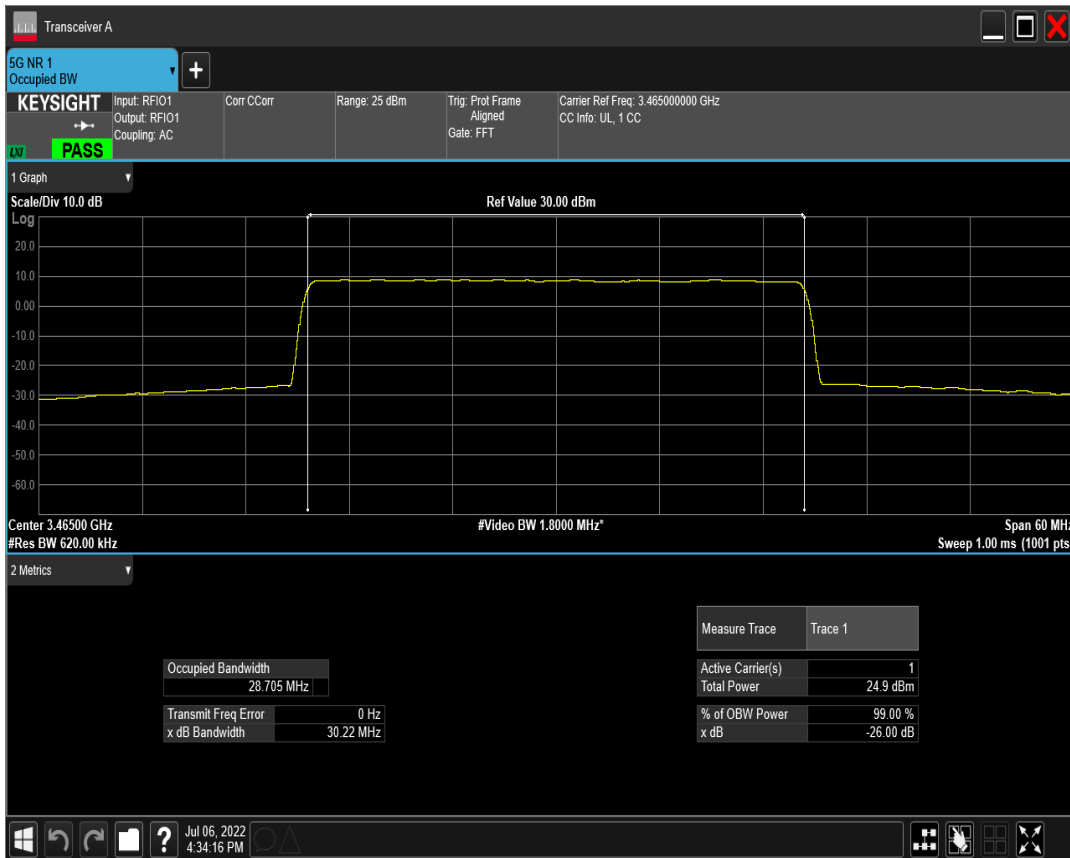 Transceiver A
5G NR 1
Occupied BW
KEYSIGHT
LXI
PASS
Input: RFIO1
Output: RFIO1
Coupling: AC
Corr CCorr
Range: 25 dBm
Trig: Prot Frame
Aligned
Gate: FFT
Carrier Ref Freq: 3.465000000 GHz
CC Info: UL, 1 CC
1 Graph
Scale/Div 10.0 dB
Ref Value 30.00 dBm
Log
20.0
10.0
0.00
-10.0
-20.0
-30.0
-40.0
-50.0
-60.0
Center 3.46500 GHz
#Video BW 1.8000 MHz*
Span 60 MHz
#Res BW 620.00 kHz
Sweep 1.00 ms (1001 pts
2 Metrics
Measure Trace Trace 1
Occupied Bandwidth
28.705 MHz
Active Carrier(s) 1
Total Power 24.9 dBm
Transmit Freq Error 0 Hz
x dB Bandwidth 30.22 MHz
% of OBW Power 99.00 %
x dB -26.00 dB
Jul 06, 2022
4:34:16 PM